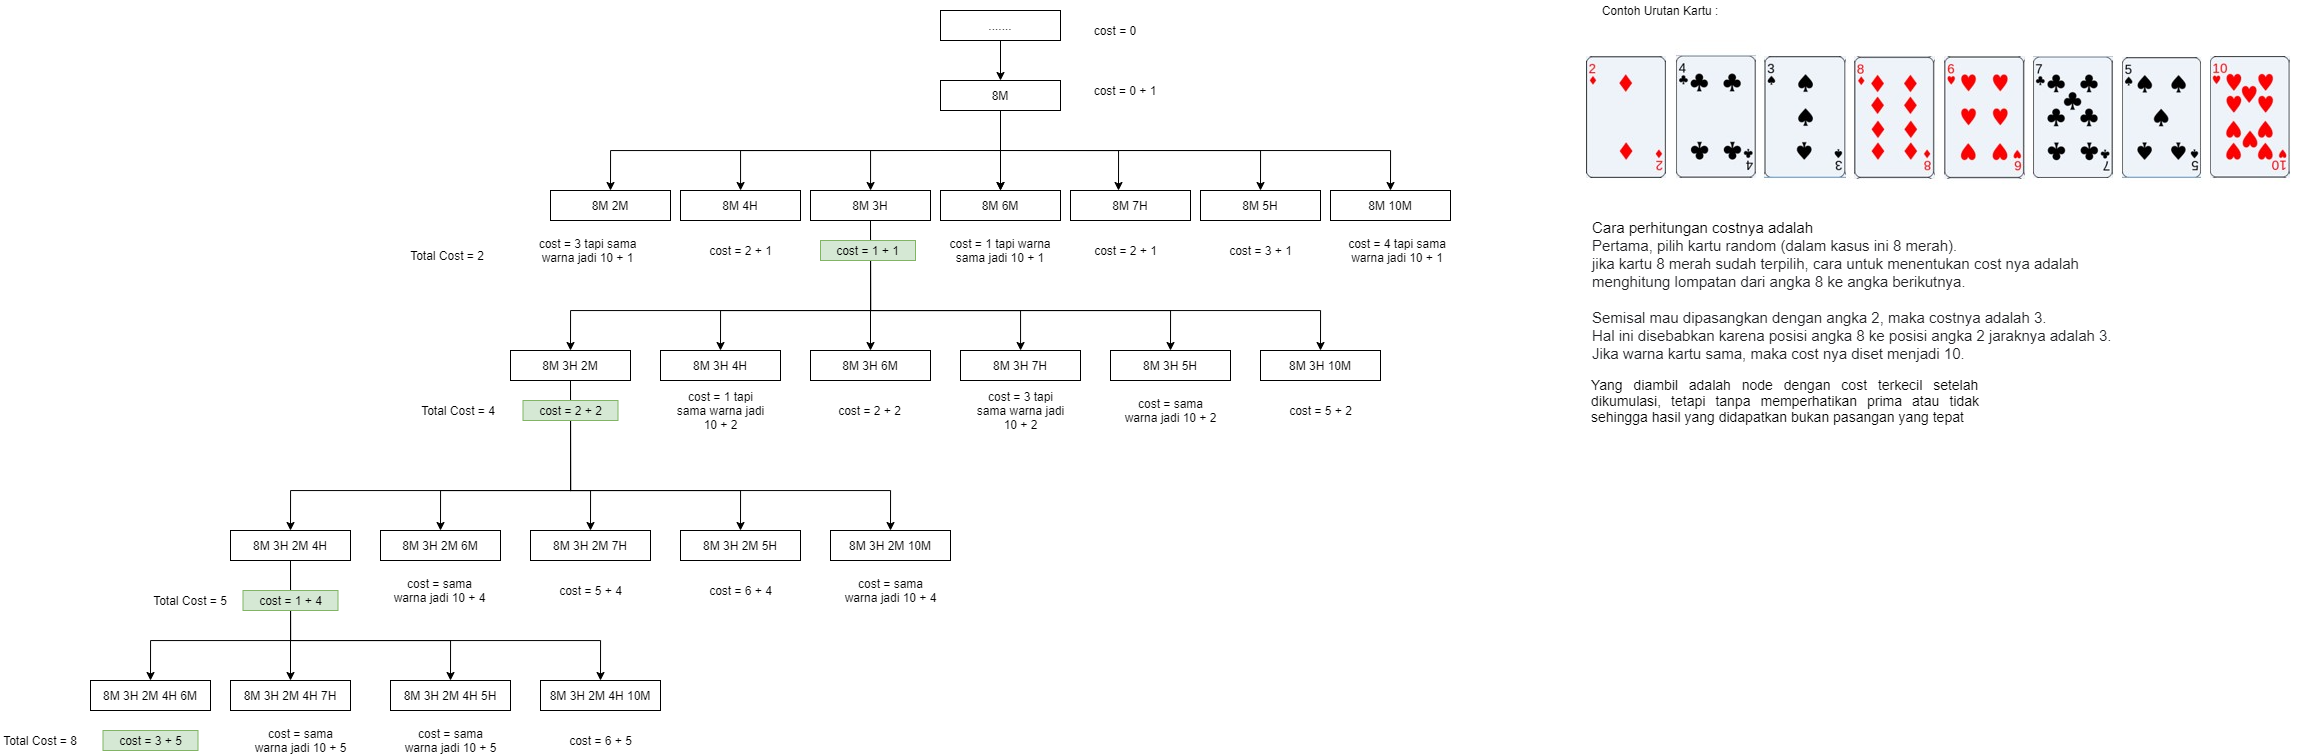 .......
cost = 0
8M
cost = 0 + 1
8M 2M
8M 4H
8M 3H
8M 6M
8M 7H
8M 5H
8M 10M
Total Cost = 2
cost = 3 tapi sama
warna jadi 10 + 1
cost = 2 + 1
cost = 1 + 1
cost = 1 tapi warna
sama jadi 10 + 1
cost = 2 + 1
cost = 3 + 1
cost = 4 tapi sama
warna jadi 10 + 1
8M 3H 2M
8M 3H 4H
8M 3H 6M
8M 3H 7H
8M 3H 5H
8M 3H 10M
Total Cost = 4
cost = 2 + 2
cost = 1 tapi
sama warna jadi
10 + 2
cost = 2 + 2
cost = 3 tapi
sama warna jadi
10 + 2
cost = sama
warna jadi 10 + 2
cost = 5 + 2
8M 3H 2M 4H
8M 3H 2M 6M
8M 3H 2M 7H
8M 3H 2M 5H
8M 3H 2M 10M
Total Cost = 5
cost = 1 + 4
cost = sama
warna jadi 10 + 4
cost = 5 + 4
cost = 6 + 4
cost = sama
warna jadi 10 + 4
8M 3H 2M 4H 6M
8M 3H 2M 4H 7H
8M 3H 2M 4H 5H
8M 3H 2M 4H 10M
Total Cost = 8
cost = 3 + 5
cost = sama
warna jadi 10 + 5
cost = sama
warna jadi 10 + 5
cost = 6 + 5
Contoh Urutan Kartu :
2
2
4
4
3
3
8
8
6
6
7
7
5
5
10
10
Cara perhitungan costnya adalah
Pertama, pilih kartu random (dalam kasus ini 8 merah).
jika kartu 8 merah sudah terpilih, cara untuk menentukan cost nya adalah
menghitung lompatan dari angka 8 ke angka berikutnya.
Semisal mau dipasangkan dengan angka 2, maka costnya adalah 3.
Hal ini disebabkan karena posisi angka 8 ke posisi angka 2 jaraknya adalah 3.
Jika warna kartu sama, maka cost nya diset menjadi 10.
Yang diambil adalah node dengan cost terkecil setelah
dikumulasi, tetapi tanpa memperhatikan prima atau tidak
sehingga hasil yang didapatkan bukan pasangan yang tepat